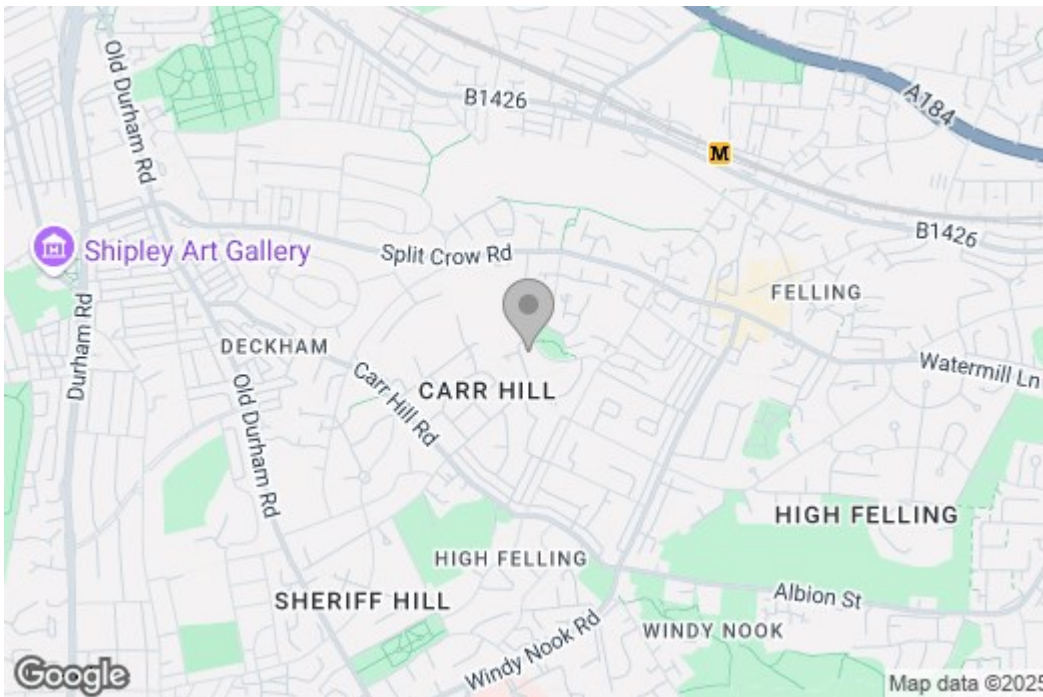 Old Durham Rd
B1426
A184
M
Shipley Art Gallery
Split Crow Rd
B1426
FELLING
Durham Rd
DECKHAM
Old Durham Rd
Carr Hill Rd
CARR HILL
Watermill Ln
HIGH FELLING
HIGH FELLING
SHERIFF HILL
Albion St
WINDY NOOK
Windy Nook Rd
Google
Map data ©2025